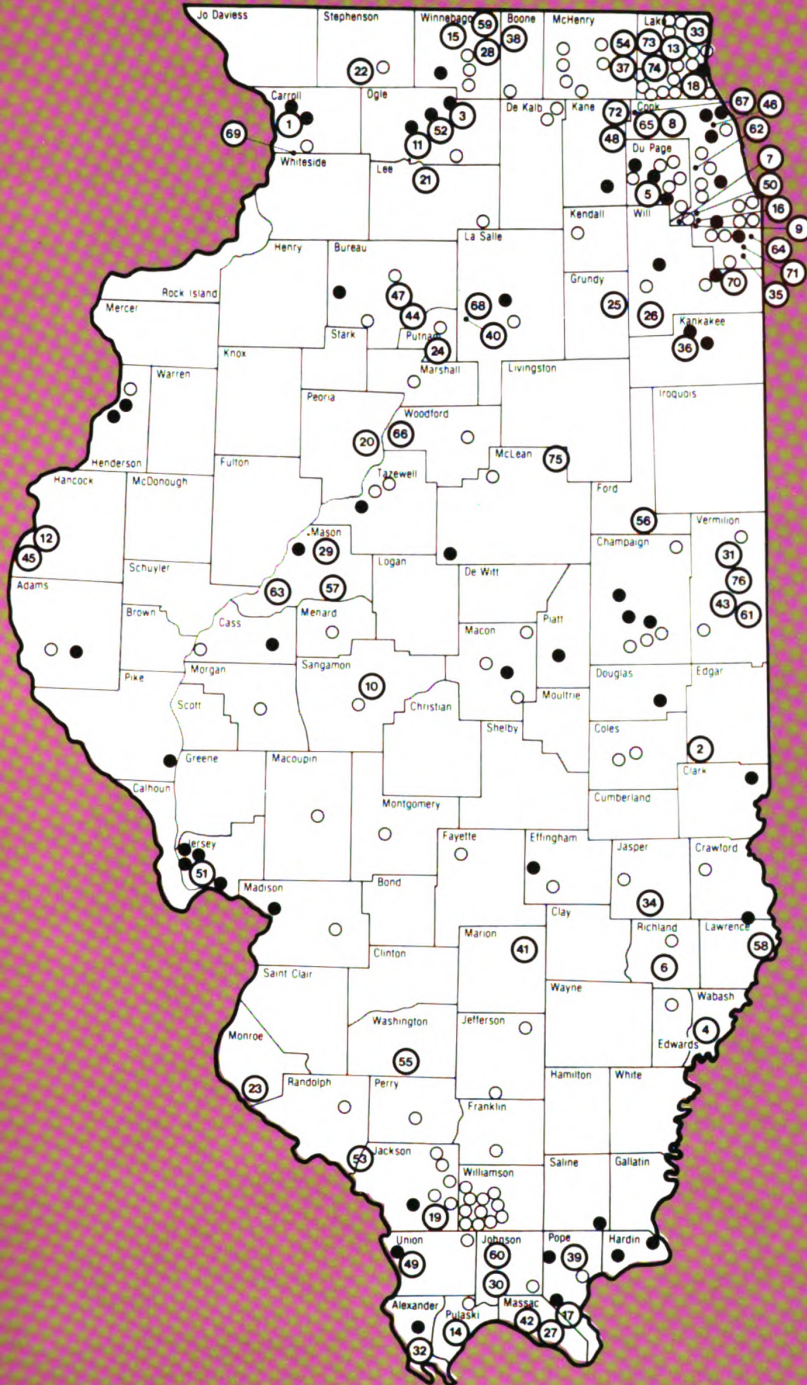 Jo Daviess
Stephenson
Winnebago
Boone
McHenry
Lake
59
15
28
38
54
73
13
33
37
74
18
22
Carroll
Ogle
De Kalb
Kane
Cook
67
46
72
65
8
62
1
3
52
11
48
Du Page
7
69
Whiteside
Lee
21
5
50
16
Kendall
Will
9
La Salle
64
Henry
Bureau
Grundy
71
Rock Island
47
68
25
26
70
35
Mercer
44
40
Stark
Putnam
24
Kankakee
36
Knox
Marshall
Livingston
Warren
Peoria
Iroquois
Woodford
20
66
Henderson
McLean
75
Hancock
McDonough
Fulton
Tazewell
Ford
12
45
56
Vermilion
Mason
29
Champaign
31
Schuyler
Logan
De Witt
76
Adams
63
57
43
61
Brown
Cass
Menard
Macon
Piatt
Pike
Morgan
Sangamon
Douglas
Edgar
10
Scott
Christian
Moultrie
Shelby
Coles
2
Greene
Macoupin
Clark
Calhoun
Montgomery
Cumberland
Jersey
Fayette
Effingham
Jasper
Crawford
51
Madison
Bond
34
Clay
Marion
Richland
Lawrence
41
58
Clinton
6
Saint Clair
Wayne
Wabash
Washington
Jefferson
4
Monroe
Edwards
55
23
Randolph
Perry
Hamilton
White
Franklin
53
Jackson
Saline
Gallatin
Williamson
19
Union
Johnson
Pope
Hardin
49
60
39
30
Alexander
Pulaski
Massac
17
14
42
27
32